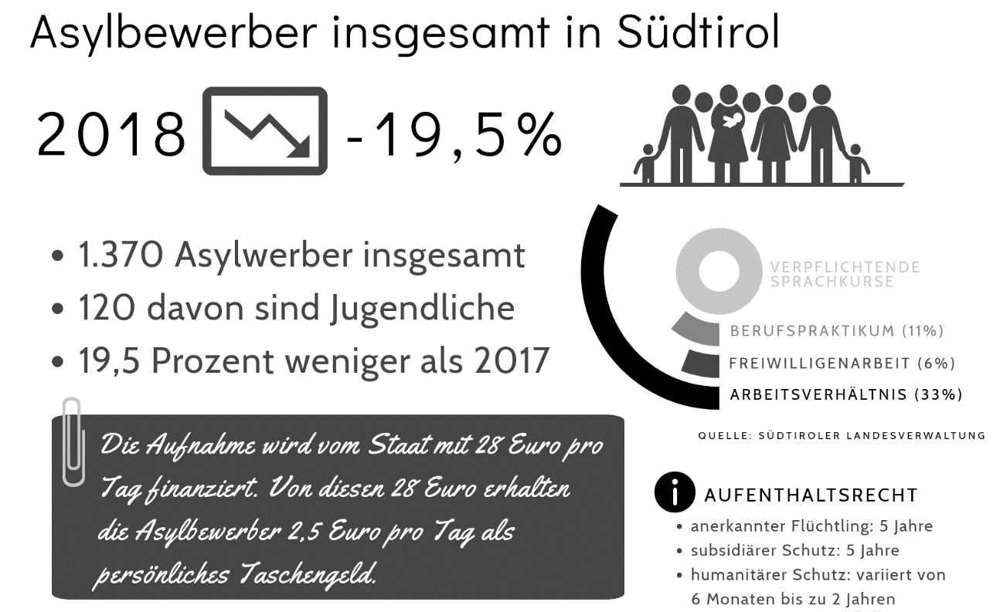 Asylbewerber insgesamt in Südtirol
2018
-19,5%
• 1.370 Asylwerber insgesamt
• 120 davon sind Jugendliche
• 19,5 Prozent weniger als 2017
Die Aufnahme wird vom Staat mit 28 Euro pro
Tag finanziert. Von diesen 28 Euro erhalten
die Asylbewerber 2,5 Euro pro Tag als
persönliches Taschengeld.
VERPFLICHTENDE
SPRACHKURSE
BERUFSPRAKTIKUM (11%)
FREIWILLIGENARBEIT (6%)
ARBEITSVERHÄLTNIS (33%)
QUELLE: SÜDTIROLER LANDESVERWALTUNG
i AUFENTHALTSRECHT
• anerkannter Flüchtling: 5 Jahre
• subsidiärer Schutz: 5 Jahre
• humanitärer Schutz: variiert von
6 Monaten bis zu 2 Jahren